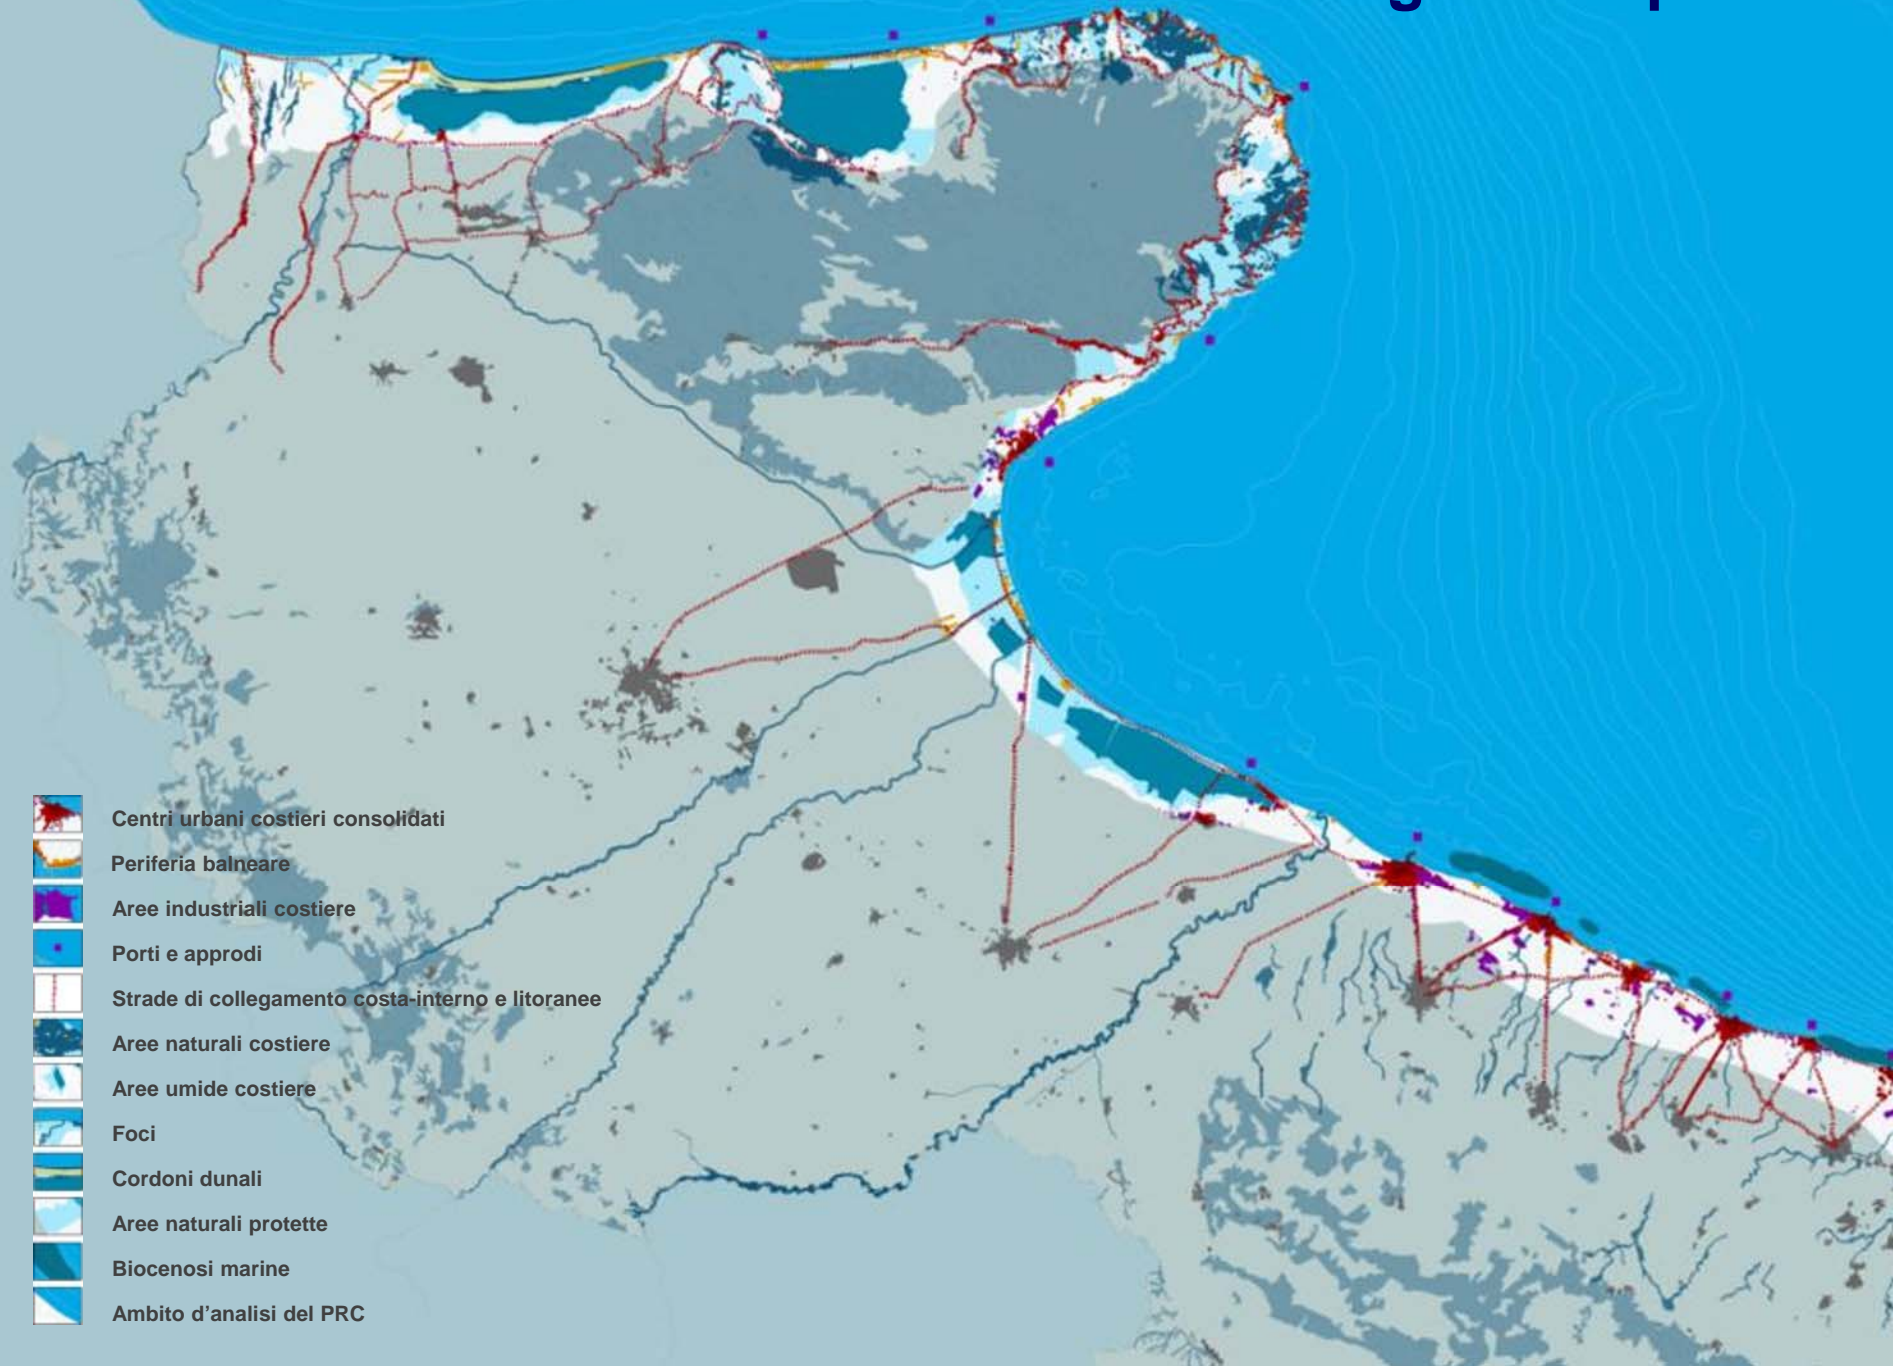 Centri urbani costieri consolidati
Periferia balneare
Aree industriali costiere
Porti e approdi
Strade di collegamento costa-interno e litoranee
Aree naturali costiere
Aree umide costiere
Foci
Cordoni dunali
Aree naturali protette
Biocenosi marine
Ambito d'analisi del PRC